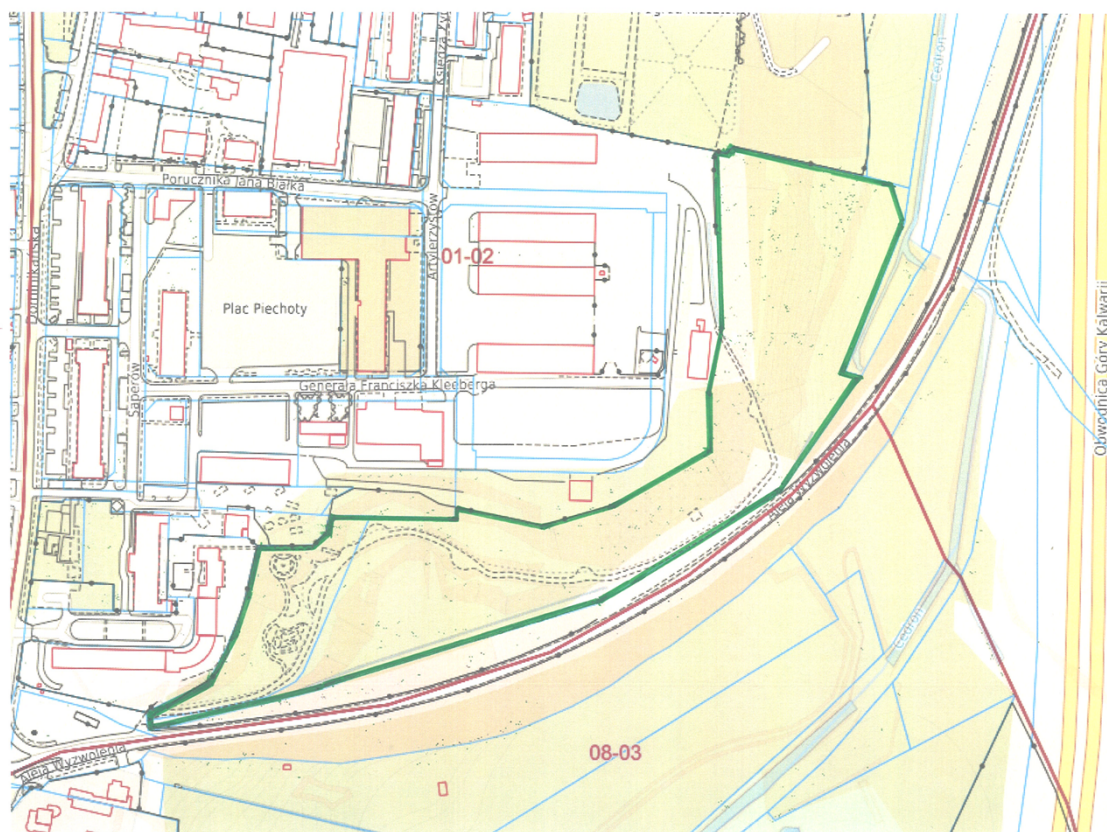 Cedron
Porucznika Jana Białka
Dominikańska
Artylerzystów
01-02
Plac Piechoty
Obwodnica Góry Kalwarii
Generała Franciszka Kleeberga
Saperów
Aleja Wyzwolenia
Cedron
08-03
Aleja Wyzwolenia